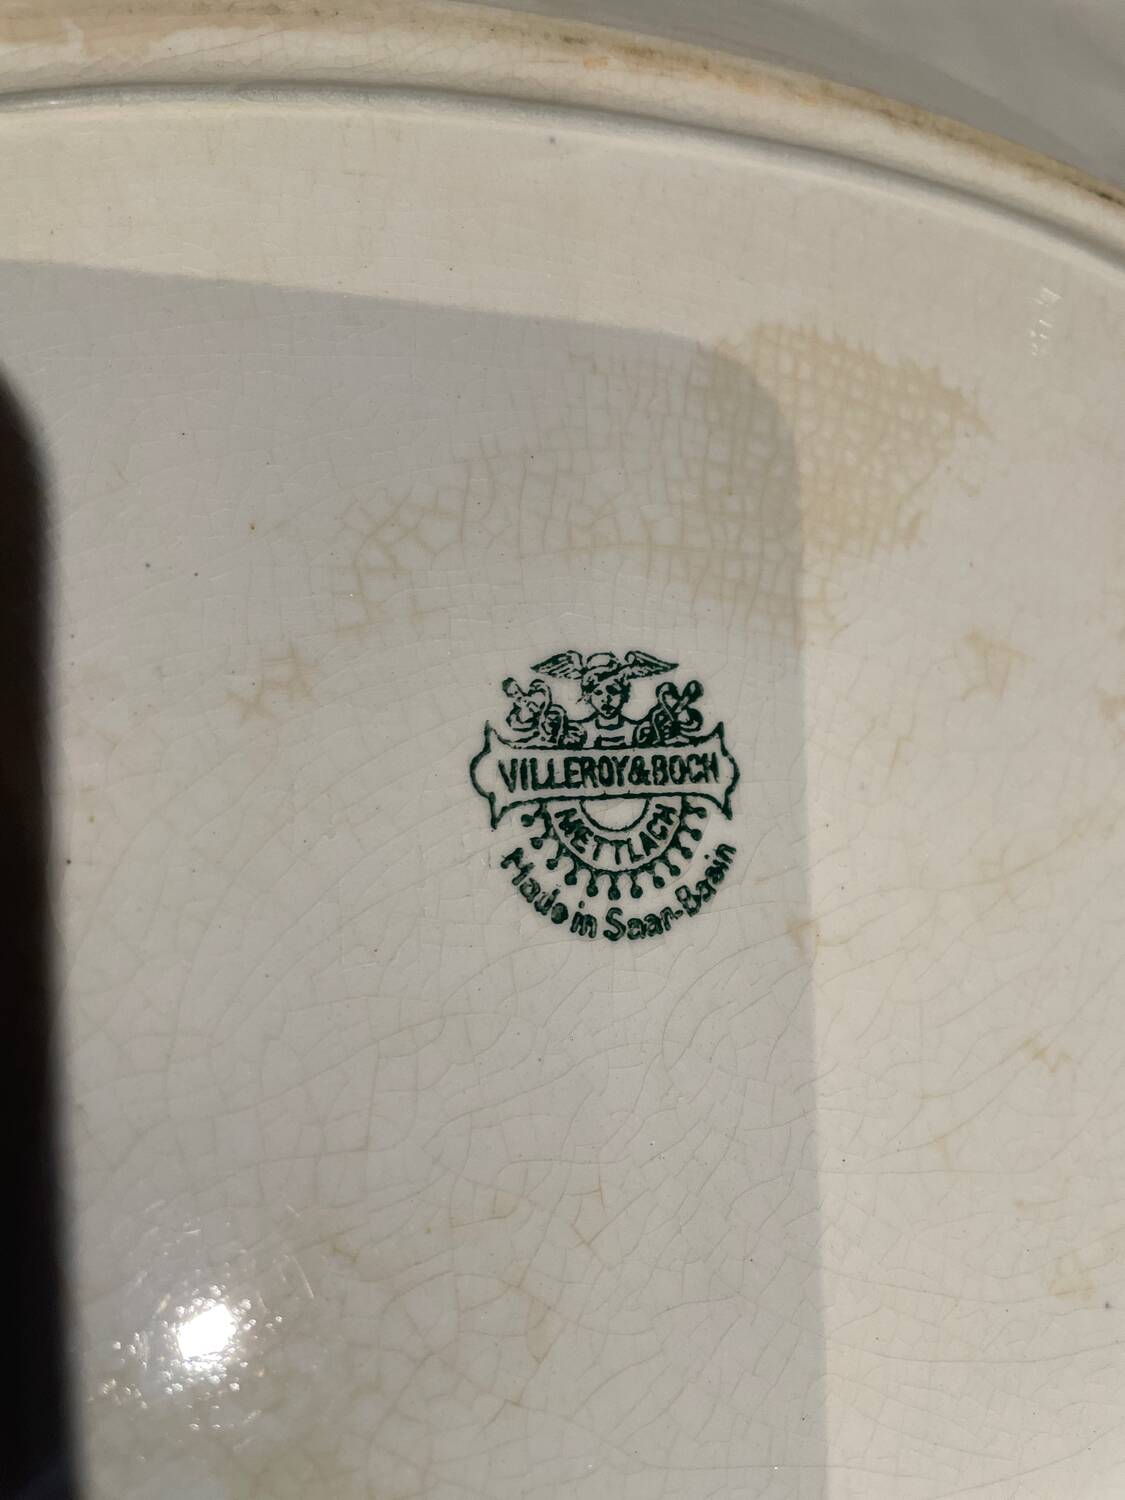 VILLEROY & BOCH
METTLACH
Made in Saar-Basin